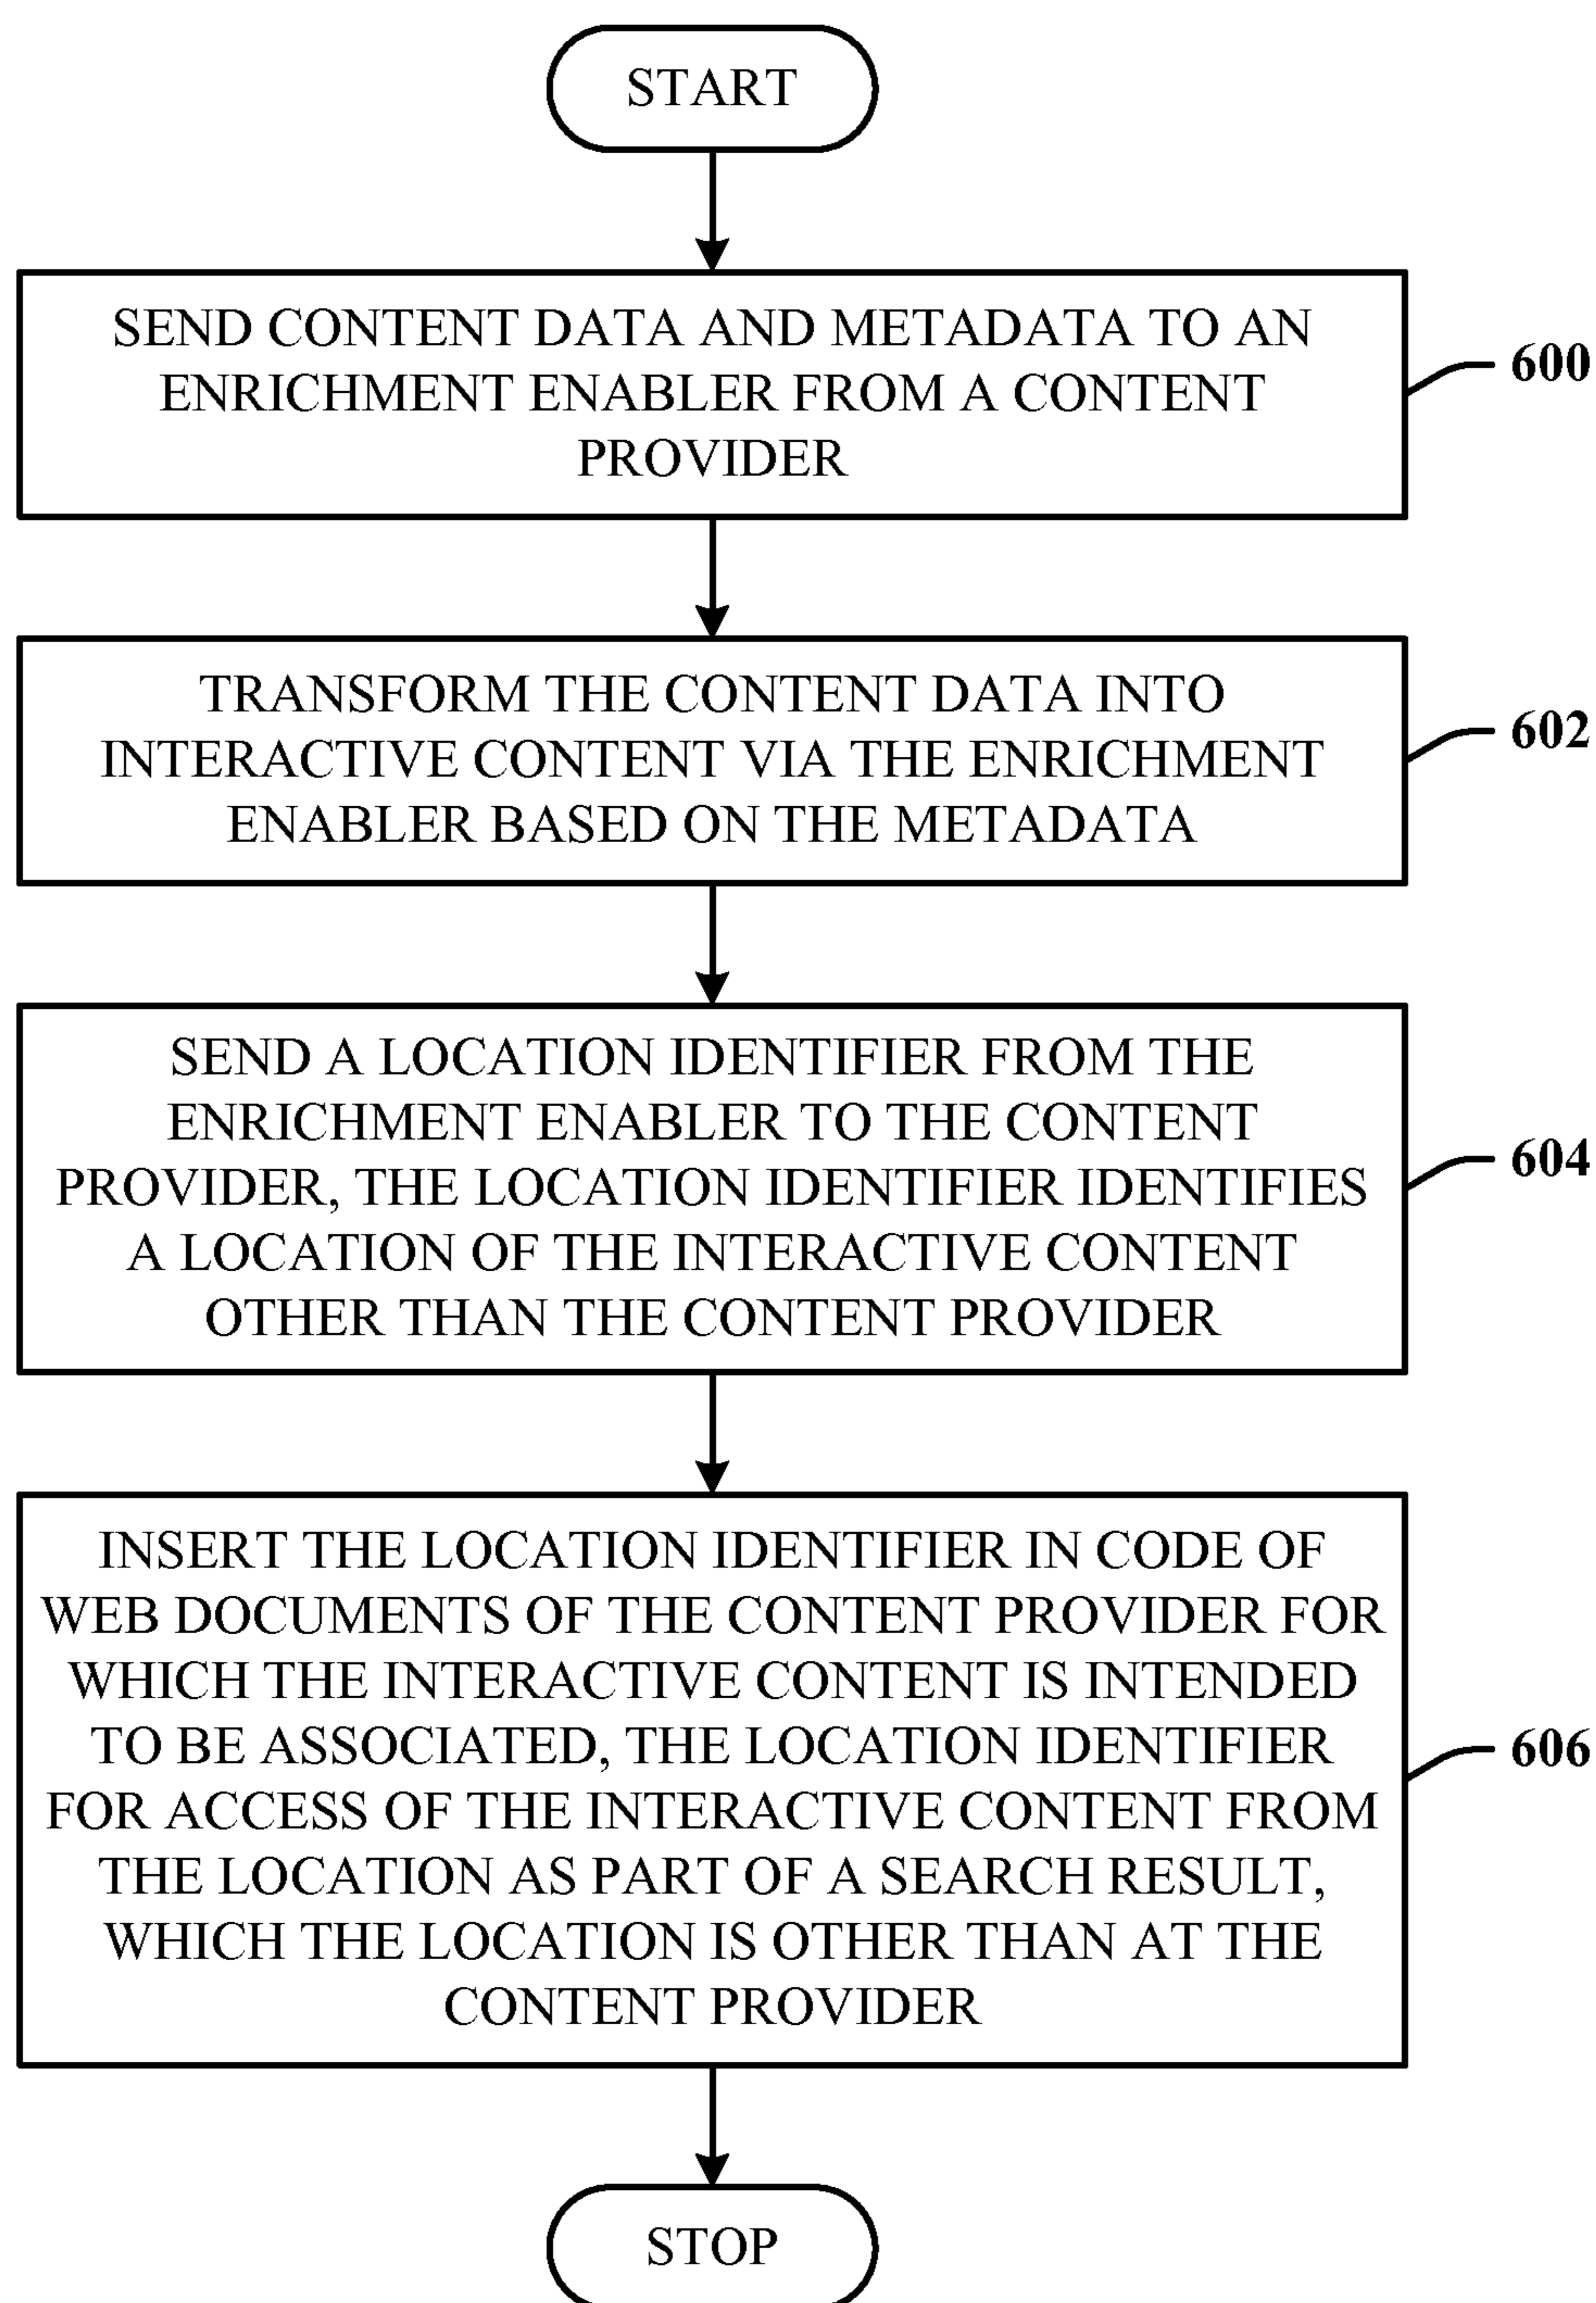 START
SEND CONTENT DATA AND METADATA TO AN
ENRICHMENT ENABLER FROM A CONTENT
PROVIDER
600
TRANSFORM THE CONTENT DATA INTO
INTERACTIVE CONTENT VIA THE ENRICHMENT
ENABLER BASED ON THE METADATA
602
SEND A LOCATION IDENTIFIER FROM THE
ENRICHMENT ENABLER TO THE CONTENT
PROVIDER, THE LOCATION IDENTIFIER IDENTIFIES
A LOCATION OF THE INTERACTIVE CONTENT
OTHER THAN THE CONTENT PROVIDER
604
INSERT THE LOCATION IDENTIFIER IN CODE OF
WEB DOCUMENTS OF THE CONTENT PROVIDER FOR
WHICH THE INTERACTIVE CONTENT IS INTENDED
TO BE ASSOCIATED, THE LOCATION IDENTIFIER
FOR ACCESS OF THE INTERACTIVE CONTENT FROM
THE LOCATION AS PART OF A SEARCH RESULT,
WHICH THE LOCATION IS OTHER THAN AT THE
CONTENT PROVIDER
606
STOP